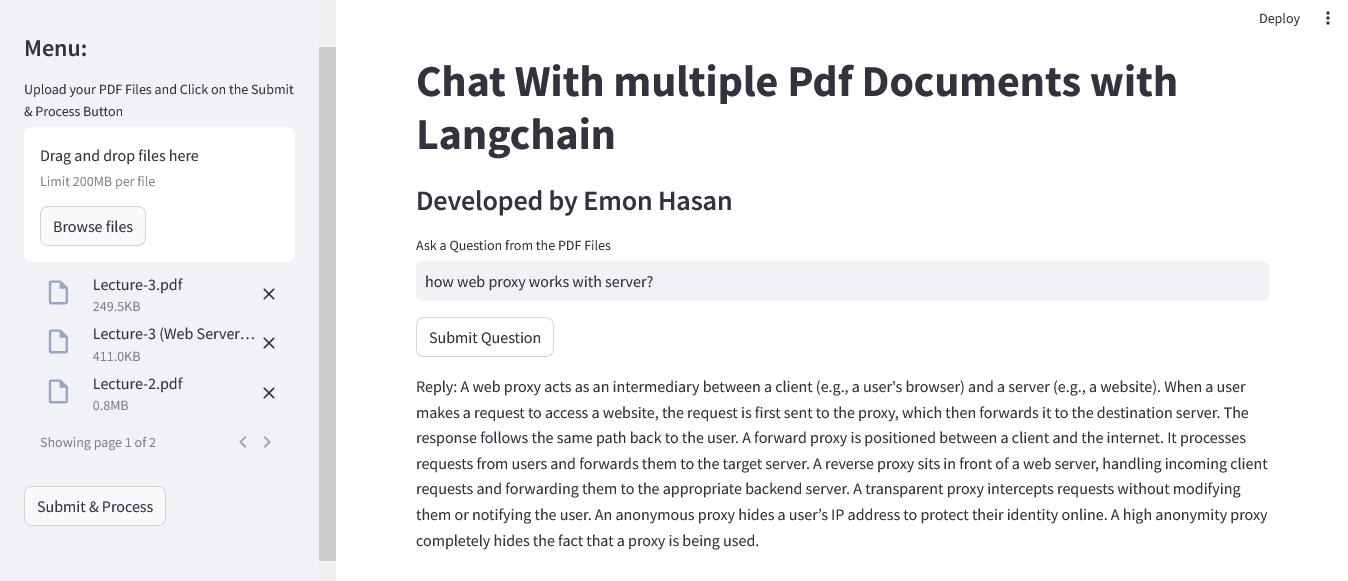 Menu:
Upload your PDF Files and Click on the Submit
& Process Button
Drag and drop files here
Limit 200MB per file
Browse files
Lecture-3.pdf
249.5KB
Lecture-3 (Web Server…
411.0KB
Lecture-2.pdf
0.8MB
Showing page 1 of 2
Submit & Process
Deploy
Chat With multiple Pdf Documents with
Langchain
Developed by Emon Hasan
Ask a Question from the PDF Files
how web proxy works with server?
Submit Question
Reply: A web proxy acts as an intermediary between a client (e.g., a user's browser) and a server (e.g., a website). When a user
makes a request to access a website, the request is first sent to the proxy, which then forwards it to the destination server. The
response follows the same path back to the user. A forward proxy is positioned between a client and the internet. It processes
requests from users and forwards them to the target server. A reverse proxy sits in front of a web server, handling incoming client
requests and forwarding them to the appropriate backend server. A transparent proxy intercepts requests without modifying
them or notifying the user. An anonymous proxy hides a user’s IP address to protect their identity online. A high anonymity proxy
completely hides the fact that a proxy is being used.